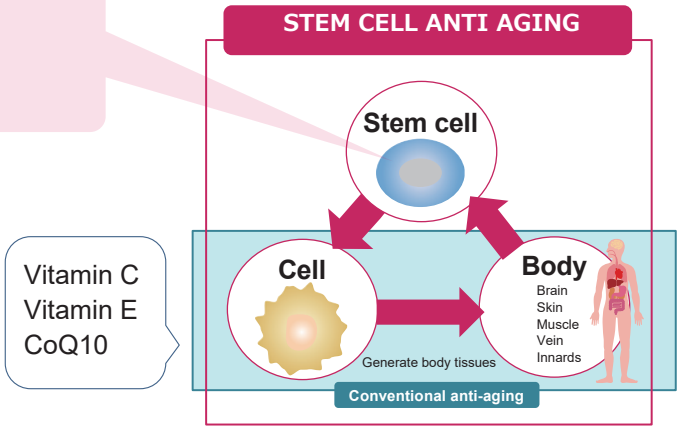 STEM CELL ANTI AGING
Stem cell
Cell
Body
Brain
Skin
Muscle
Vein
Innards
Vitamin C
Vitamin E
CoQ10
Generate body tissues
Conventional anti-aging